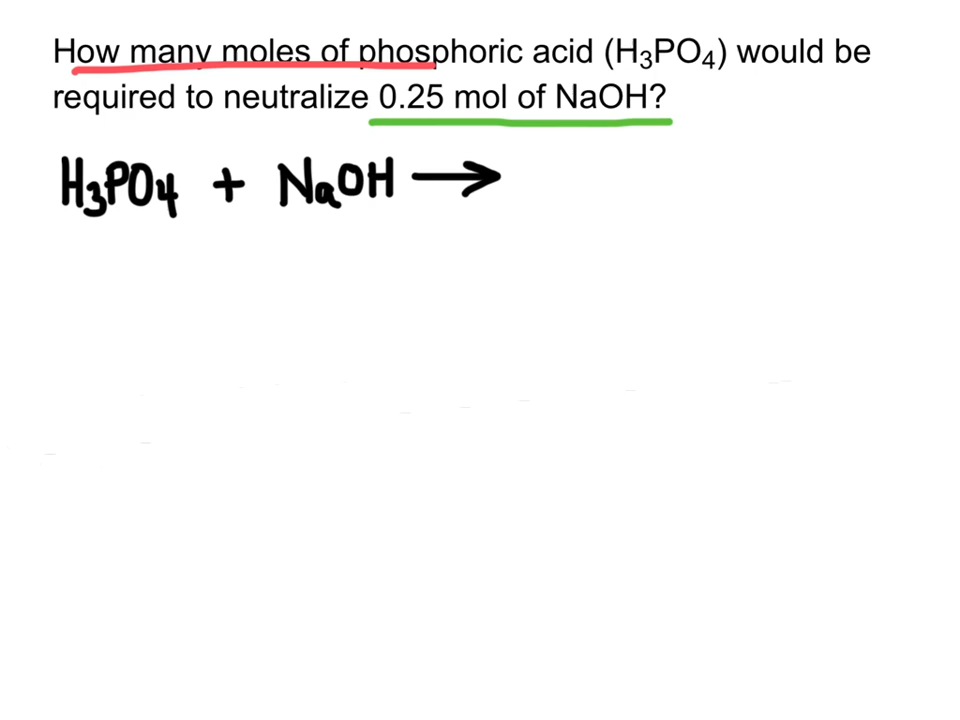 How many moles of phosphoric acid (H₃PO₄) would be
required to neutralize 0.25 mol of NaOH?
H₃PO₄ + NaOH →